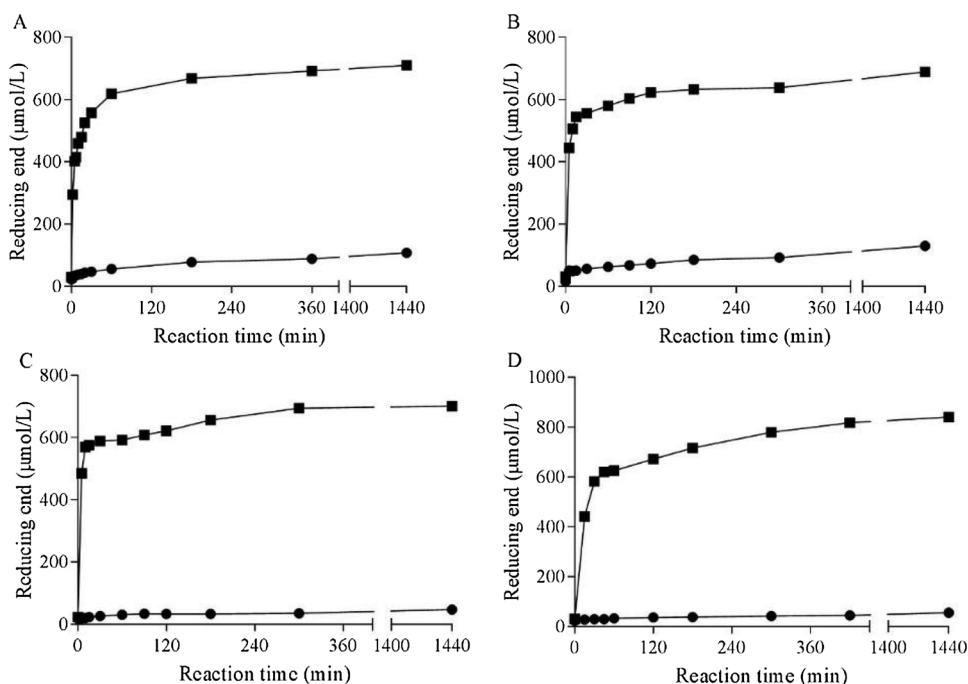 A
800
600
400
200
0
Reducing end (μmol/L)
0 120 240 360 1400 1440
Reaction time (min)
B
800
600
400
200
0
Reducing end (μmol/L)
0 120 240 360 1400 1440
Reaction time (min)
C
800
600
400
200
0
Reducing end (μmol/L)
0 120 240 360 1400 1440
Reaction time (min)
D
1000
800
600
400
200
0
Reducing end (μmol/L)
0 120 240 360 1400 1440
Reaction time (min)